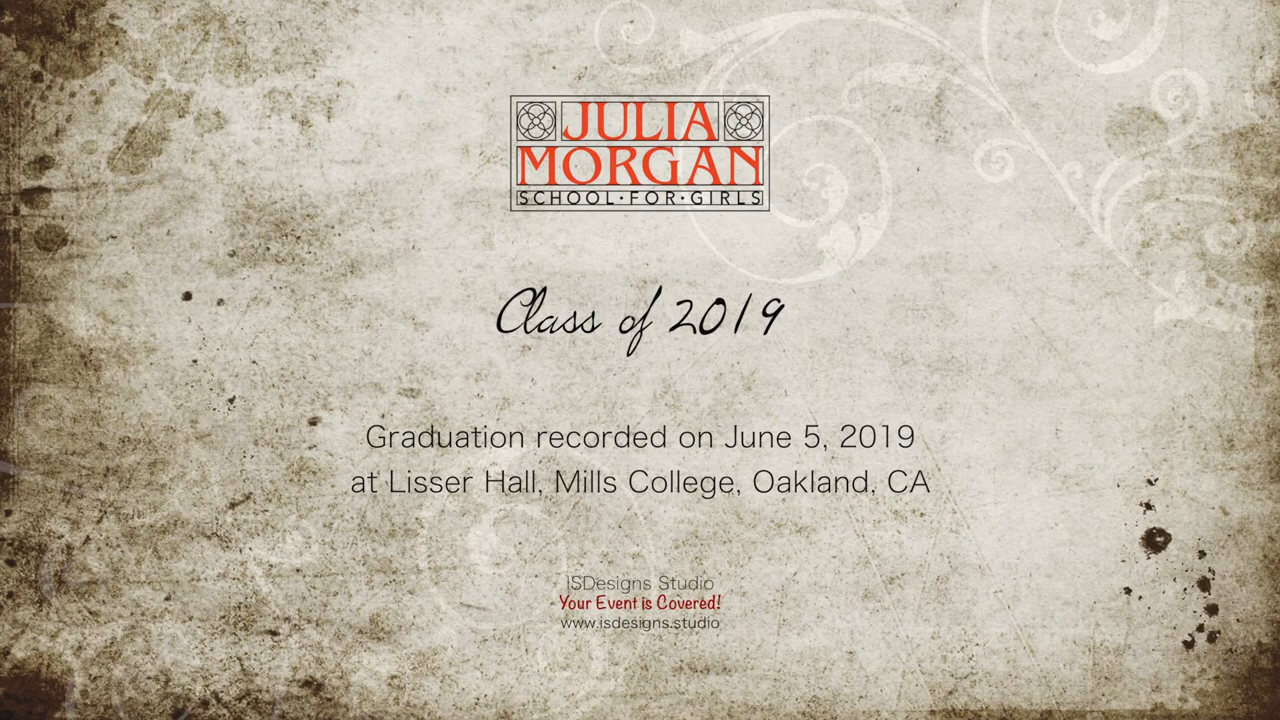 JULIA
MORGAN
SCHOOL·FOR·GIRLS
Class of 2019
Graduation recorded on June 5, 2019
at Lisser Hall, Mills College, Oakland, CA
ISDesigns Studio
Your Event is Covered!
www.isdesigns.studio